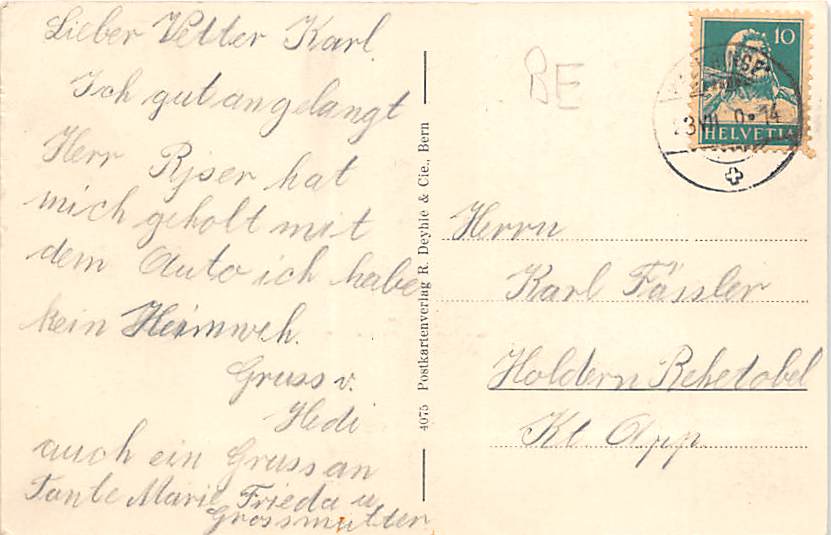 Lieber Vetter Karl
Ich gut angelangt
Herr Ryser hat
mich geholt mit
dem Auto ich habe
kein Heimweh.
Gruss v.
Hedi
auch ein Gruss an
Tante Marie Frieda u
Grossmutter
4075 Postkartenverlag R. Deyhle & Cie., Bern
BE
10
HELVETIA
Herrn
Karl Fässler
Holdern Rehetobel
Kt App.